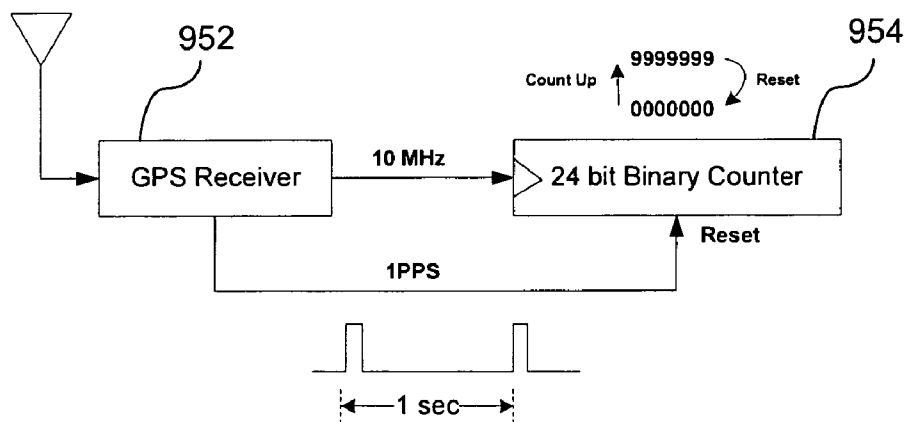 952
954
9999999
Count Up
Reset
0000000
10 MHz
GPS Receiver
24 bit Binary Counter
Reset
1PPS
1 sec